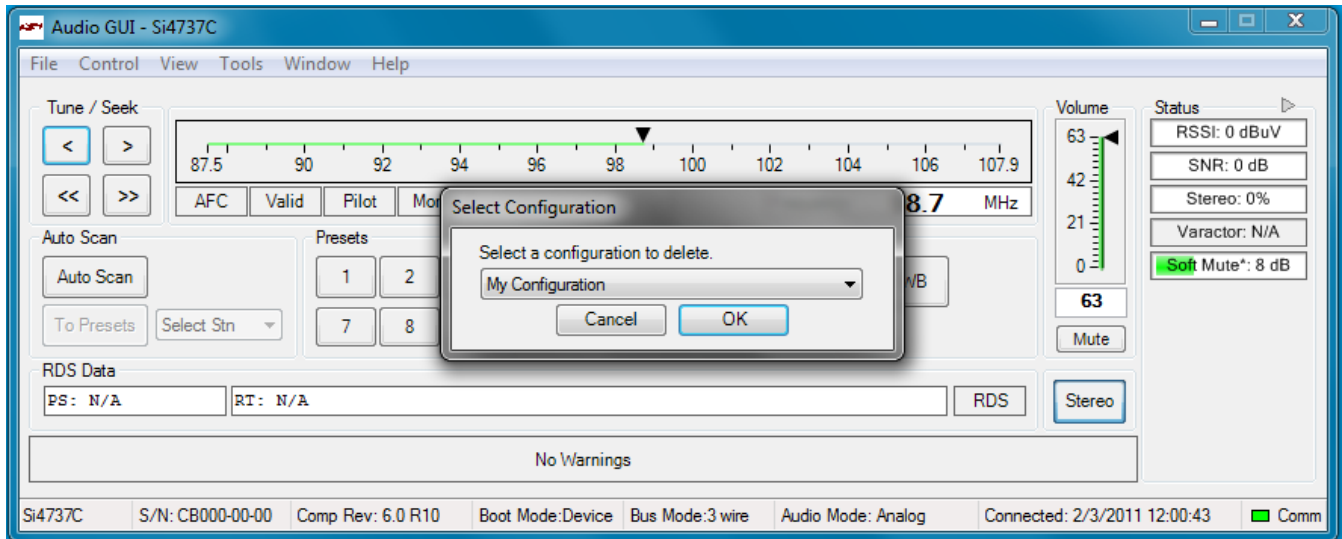 Audio GUI - Si4737C
File Control View Tools Window Help
Tune / Seek
< >
<< >>
87.5 90 92 94 96 98 100 102 104 106 107.9
AFC Valid Pilot 8.7 MHz
Volume
63
42
21
0
63
Mute
Status
RSSI: 0 dBuV
SNR: 0 dB
Stereo: 0%
Varactor: N/A
Soft Mute*: 8 dB
Auto Scan
Auto Scan
To Presets Select Stn
Presets
1 2
7 8
Select Configuration
Select a configuration to delete.
My Configuration
Cancel OK
RDS Data
PS: N/A RT: N/A RDS
Stereo
No Warnings
Si4737C S/N: CB000-00-00 Comp Rev: 6.0 R10 Boot Mode:Device Bus Mode:3 wire Audio Mode: Analog Connected: 2/3/2011 12:00:43 Comm